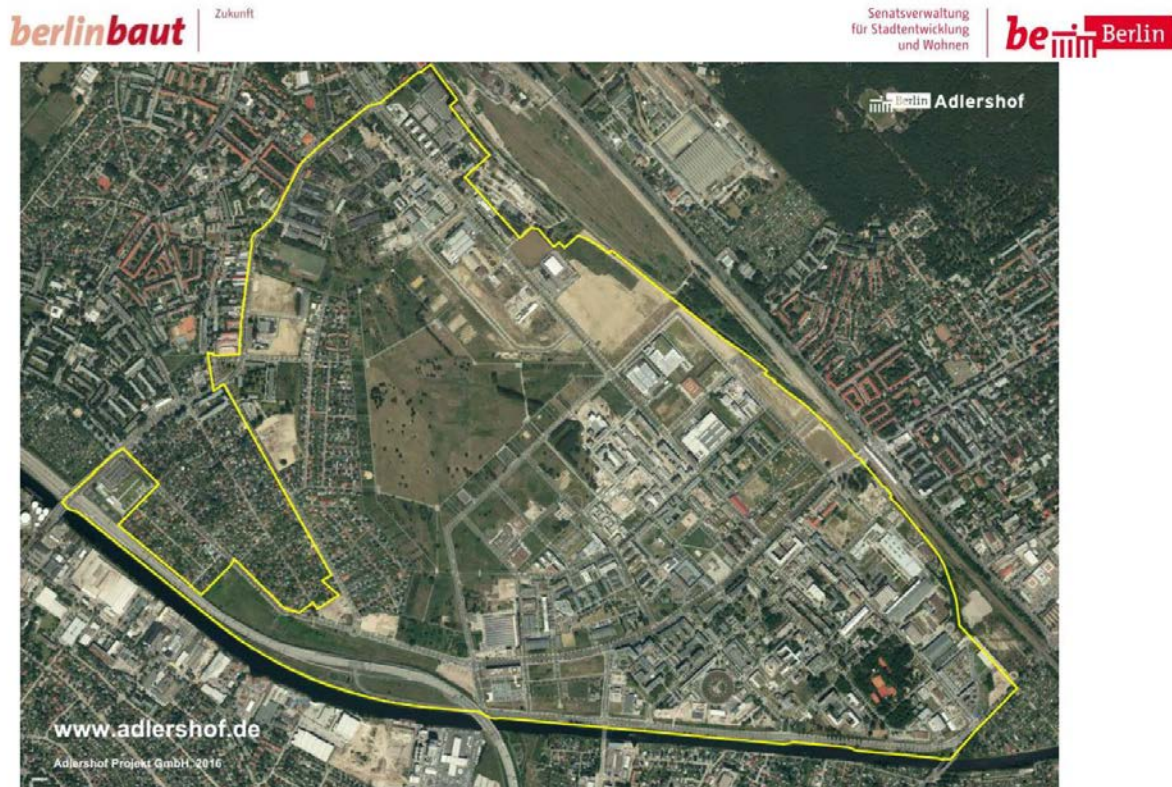 berlinbaut
Zukunft
Senatsverwaltung
für Stadtentwicklung
und Wohnen
be Berlin
Berlin Adlershof
www.adlershof.de
Adlershof Projekt GmbH, 2016